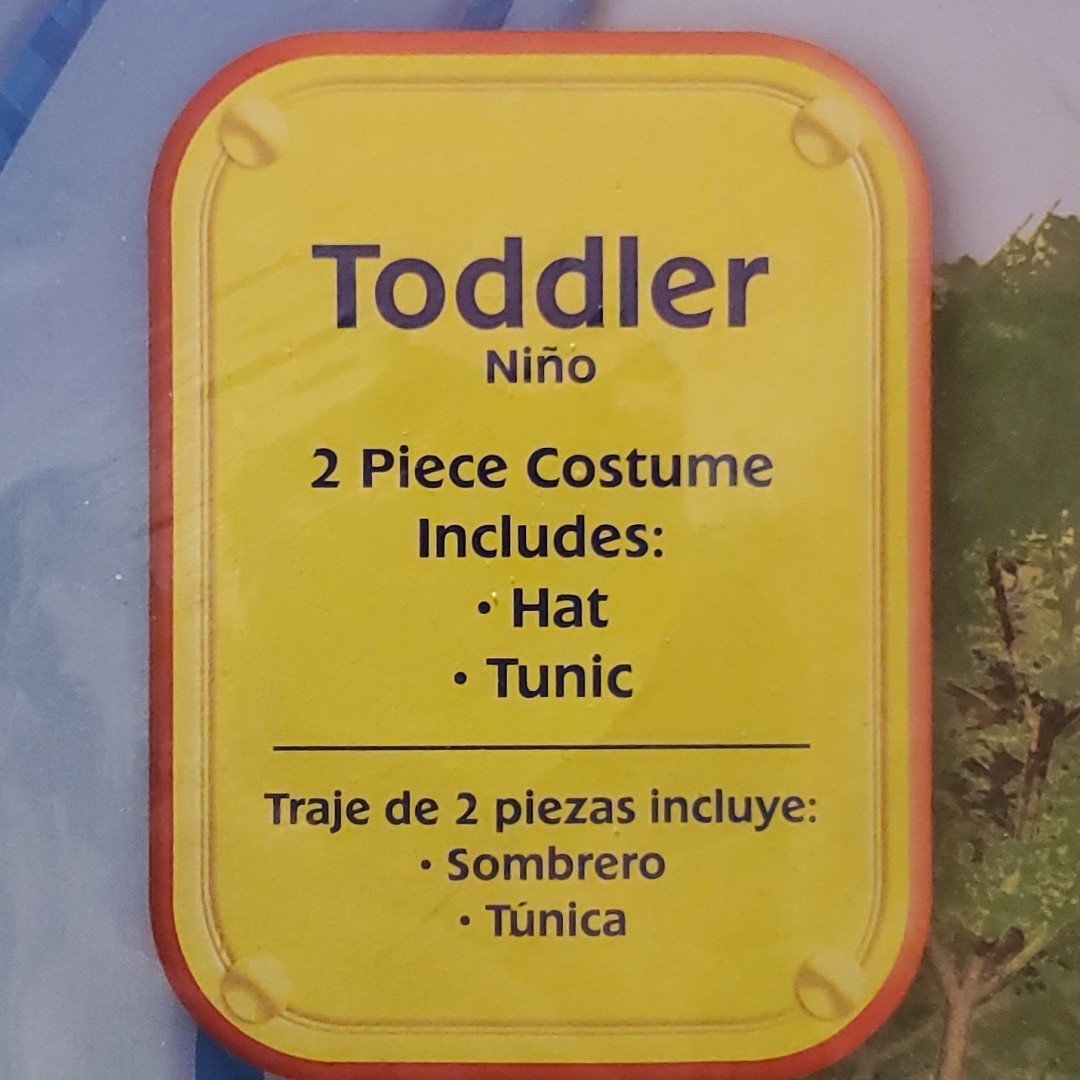 Toddler
Niño
2 Piece Costume
Includes:
• Hat
• Tunic
Traje de 2 piezas incluye:
• Sombrero
• Túnica